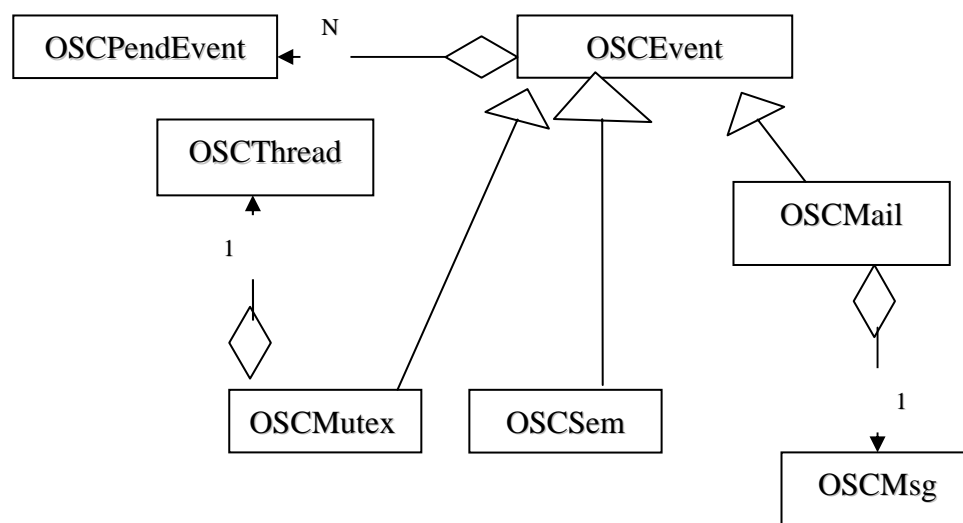 N
OSCPendEvent
OSCEvent
OSCThread
OSCMail
1
OSCMutex
OSCSem
1
OSCMsg